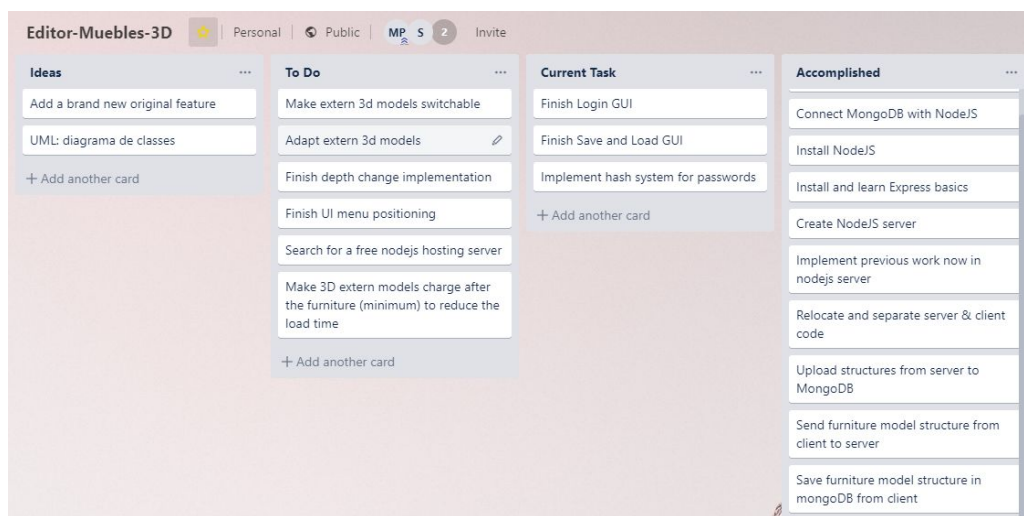 Editor-Muebles-3D
Personal
Public
MP
S
2
Invite
Ideas
Add a brand new original feature
UML: diagrama de classes
+ Add another card
To Do
Make extern 3d models switchable
Adapt extern 3d models
Finish depth change implementation
Finish UI menu positioning
Search for a free nodejs hosting server
Make 3D extern models charge after
the furniture (minimum) to reduce the
load time
+ Add another card
Current Task
Finish Login GUI
Finish Save and Load GUI
Implement hash system for passwords
+ Add another card
Accomplished
Connect MongoDB with NodeJS
Install NodeJS
Install and learn Express basics
Create NodeJS server
Implement previous work now in
nodejs server
Relocate and separate server & client
code
Upload structures from server to
MongoDB
Send furniture model structure from
client to server
Save furniture model structure in
mongoDB from client